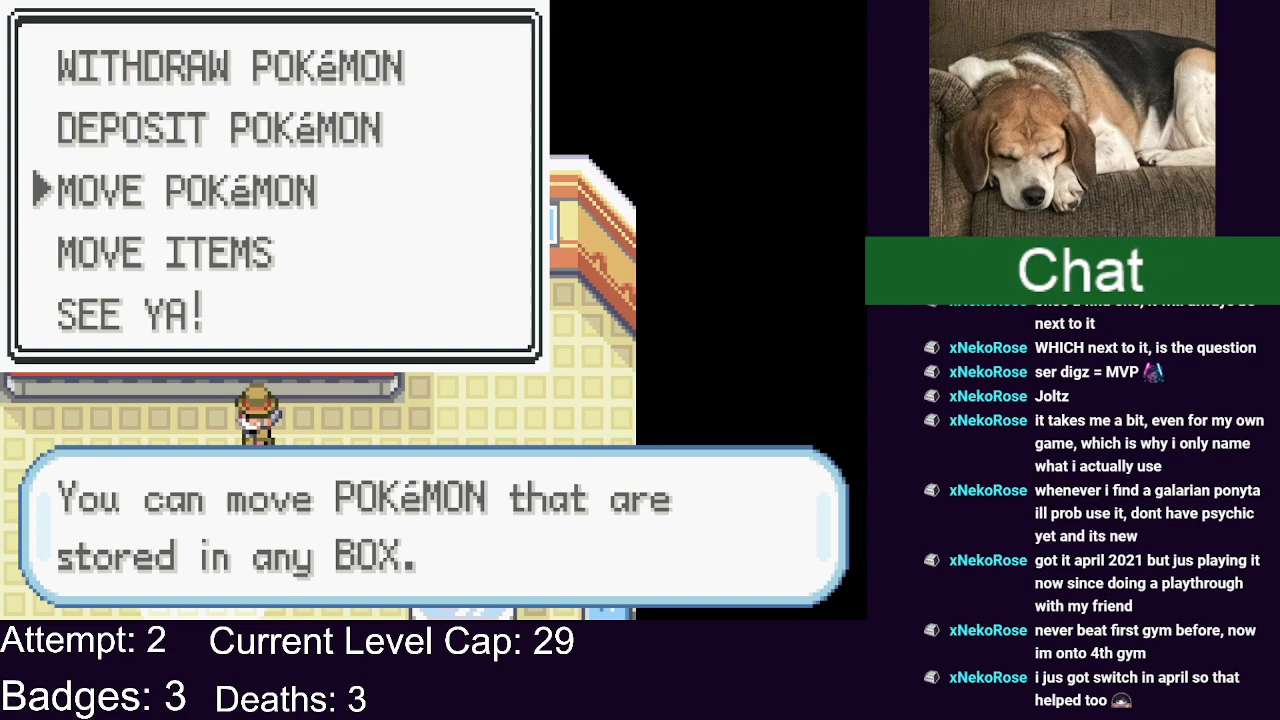 WITHDRAW POKéMON
DEPOSIT POKéMON
MOVE POKéMON
MOVE ITEMS
SEE YA!
You can move POKéMON that are
stored in any BOX.
Attempt: 2 Current Level Cap: 29
Badges: 3 Deaths: 3
Chat
next to it
xNekoRose WHICH next to it, is the question
xNekoRose ser digz = MVP
xNekoRose Joltz
xNekoRose it takes me a bit, even for my own
game, which is why i only name
what i actually use
xNekoRose whenever i find a galarian ponyta
ill prob use it, dont have psychic
yet and its new
xNekoRose got it april 2021 but jus playing it
now since doing a playthrough
with my friend
xNekoRose never beat first gym before, now
im onto 4th gym
xNekoRose i jus got switch in april so that
helped too